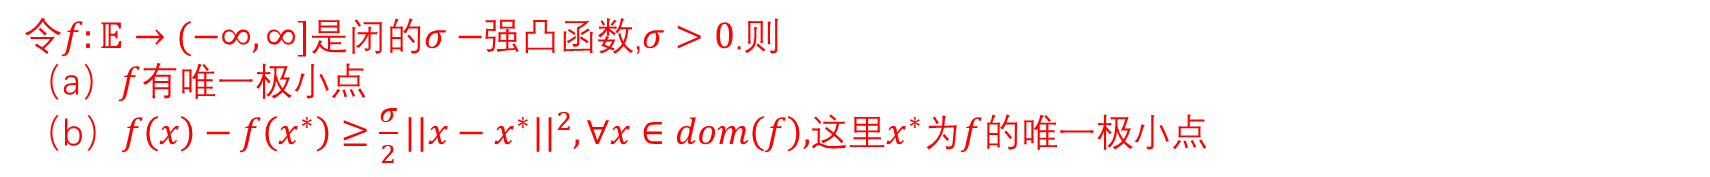 令f:𝔼 → (−∞,∞]是闭的σ −强凸函数,σ > 0.则
（a）f有唯一极小点
（b）f(x) − f(x*) ≥ σ/2 ||x − x*||², ∀x ∈ dom(f),这里x*为f的唯一极小点